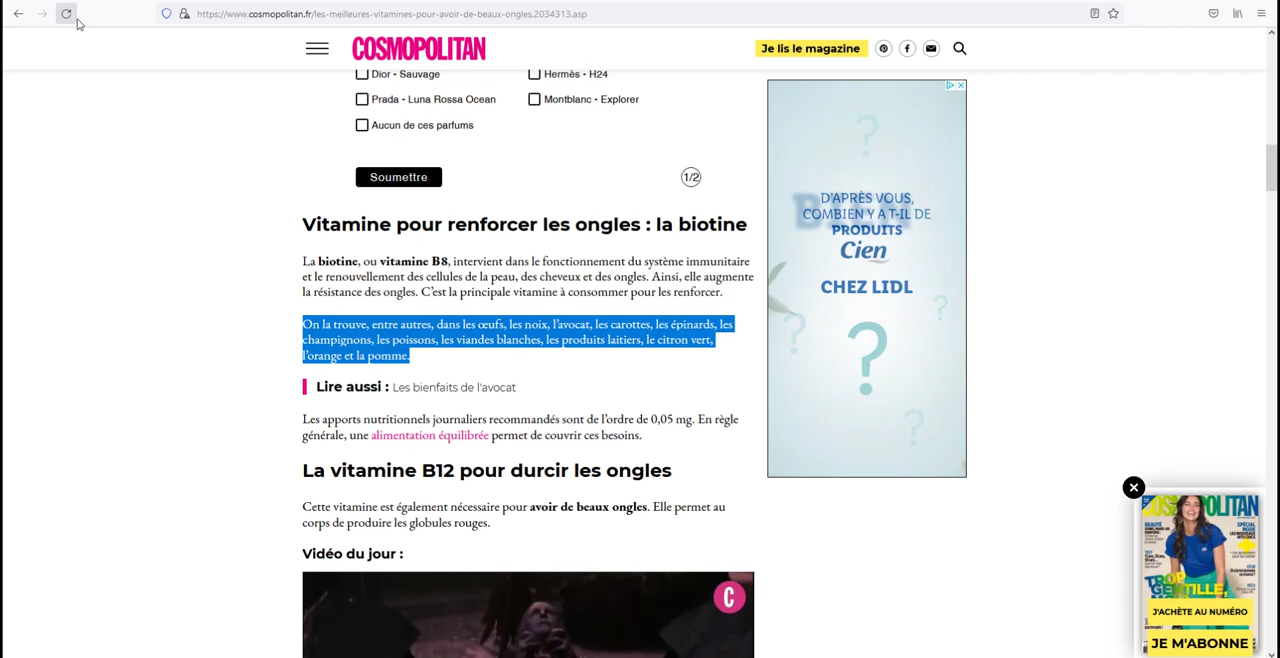 https://www.cosmopolitan.fr/les-meilleures-vitamines-pour-avoir-de-beaux-ongles.2034313.asp
COSMOPOLITAN
Je lis le magazine
Dior - Sauvage
Hermès - H24
Prada - Luna Rossa Ocean
Montblanc - Explorer
Aucun de ces parfums
Soumettre
1/2
Vitamine pour renforcer les ongles : la biotine
La biotine, ou vitamine B8, intervient dans le fonctionnement du système immunitaire
et le renouvellement des cellules de la peau, des cheveux et des ongles. Ainsi, elle augmente
la résistance des ongles. C’est la principale vitamine à consommer pour les renforcer.
On la trouve, entre autres, dans les œufs, les noix, l’avocat, les carottes, les épinards, les
champignons, les poissons, les viandes blanches, les produits laitiers, le citron vert,
l’orange et la pomme.
Lire aussi : Les bienfaits de l'avocat
Les apports nutritionnels journaliers recommandés sont de l’ordre de 0,05 mg. En règle
générale, une alimentation équilibrée permet de couvrir ces besoins.
La vitamine B12 pour durcir les ongles
Cette vitamine est également nécessaire pour avoir de beaux ongles. Elle permet au
corps de produire les globules rouges.
Vidéo du jour :
C
BIEN
D'APRÈS VOUS,
COMBIEN Y A T-IL DE
PRODUITS
Cien
CHEZ LIDL
?
COSMOPOLITAN
TROP
GENTILLE,
J'ACHÈTE AU NUMÉRO
JE M'ABONNE